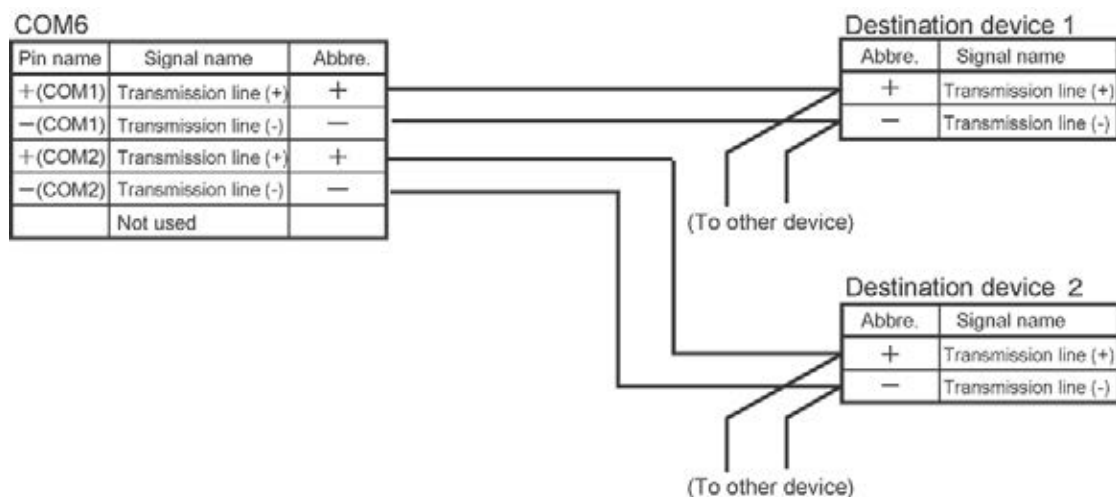 COM6
Pin name Signal name Abbre.
+(COM1) Transmission line (+) +
−(COM1) Transmission line (-) −
+(COM2) Transmission line (+) +
−(COM2) Transmission line (-) −
Not used
Destination device 1
Abbre. Signal name
+ Transmission line (+)
− Transmission line (-)
(To other device)
Destination device 2
Abbre. Signal name
+ Transmission line (+)
− Transmission line (-)
(To other device)